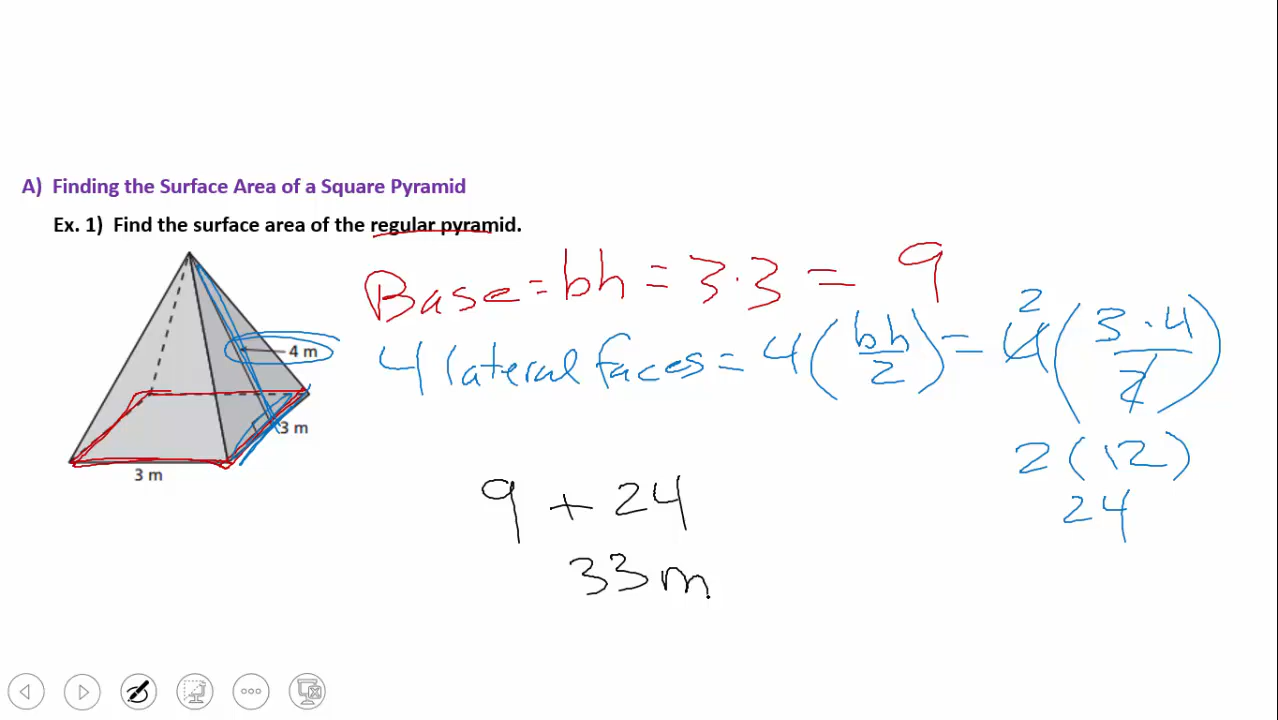 A) Finding the Surface Area of a Square Pyramid
Ex. 1) Find the surface area of the regular pyramid.
4 m
3 m
3 m
Base = bh = 3·3 = 9
4 lateral faces = 4(bh/2) = 4(3·4/2)
2
2(12)
24
9 + 24
33m